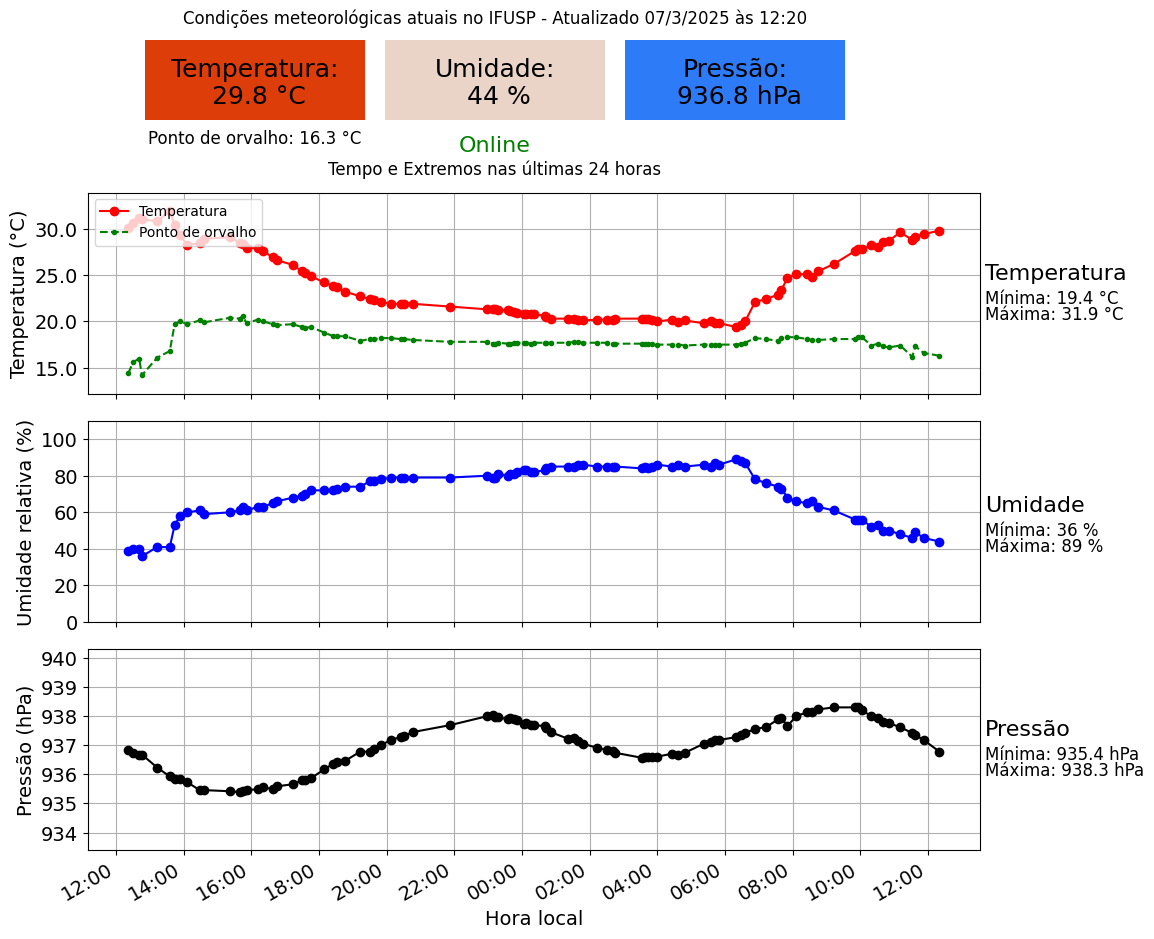 Condições meteorológicas atuais no IFUSP - Atualizado 07/3/2025 às 12:20
Temperatura:
29.8 °C
Umidade:
44 %
Pressão:
936.8 hPa
Ponto de orvalho: 16.3 °C
Online
Tempo e Extremos nas últimas 24 horas
Temperatura
Ponto de orvalho
Temperatura (°C)
30.0
25.0
20.0
15.0
Temperatura
Mínima: 19.4 °C
Máxima: 31.9 °C
Umidade relativa (%)
100
80
60
40
20
0
Umidade
Mínima: 36 %
Máxima: 89 %
Pressão (hPa)
940
939
938
937
936
935
934
Pressão
Mínima: 935.4 hPa
Máxima: 938.3 hPa
12:00 14:00 16:00 18:00 20:00 22:00 00:00 02:00 04:00 06:00 08:00 10:00 12:00
Hora local